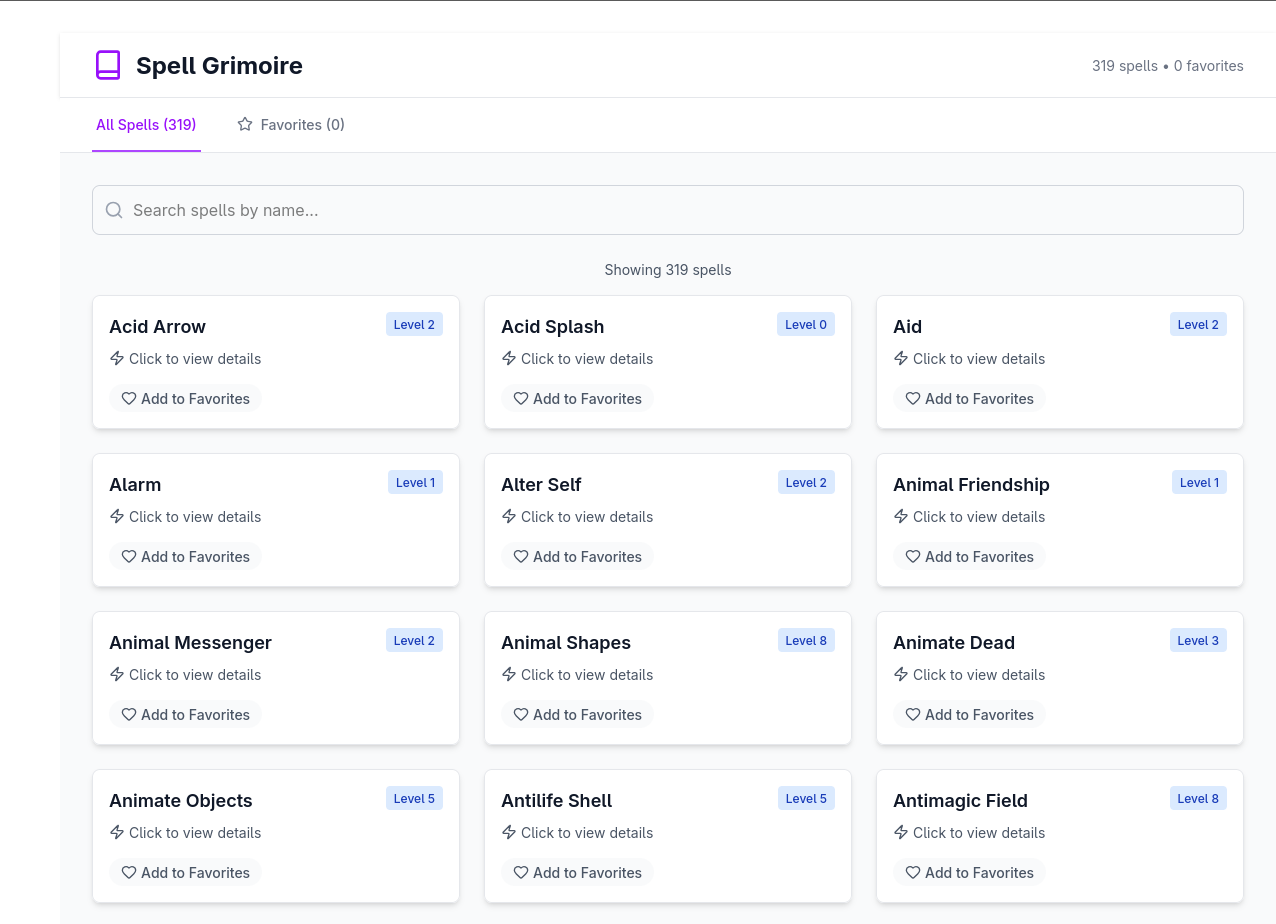 Spell Grimoire
319 spells • 0 favorites
All Spells (319)
Favorites (0)
Search spells by name...
Showing 319 spells
Acid Arrow
Level 2
Click to view details
Add to Favorites
Acid Splash
Level 0
Click to view details
Add to Favorites
Aid
Level 2
Click to view details
Add to Favorites
Alarm
Level 1
Click to view details
Add to Favorites
Alter Self
Level 2
Click to view details
Add to Favorites
Animal Friendship
Level 1
Click to view details
Add to Favorites
Animal Messenger
Level 2
Click to view details
Add to Favorites
Animal Shapes
Level 8
Click to view details
Add to Favorites
Animate Dead
Level 3
Click to view details
Add to Favorites
Animate Objects
Level 5
Click to view details
Add to Favorites
Antilife Shell
Level 5
Click to view details
Add to Favorites
Antimagic Field
Level 8
Click to view details
Add to Favorites